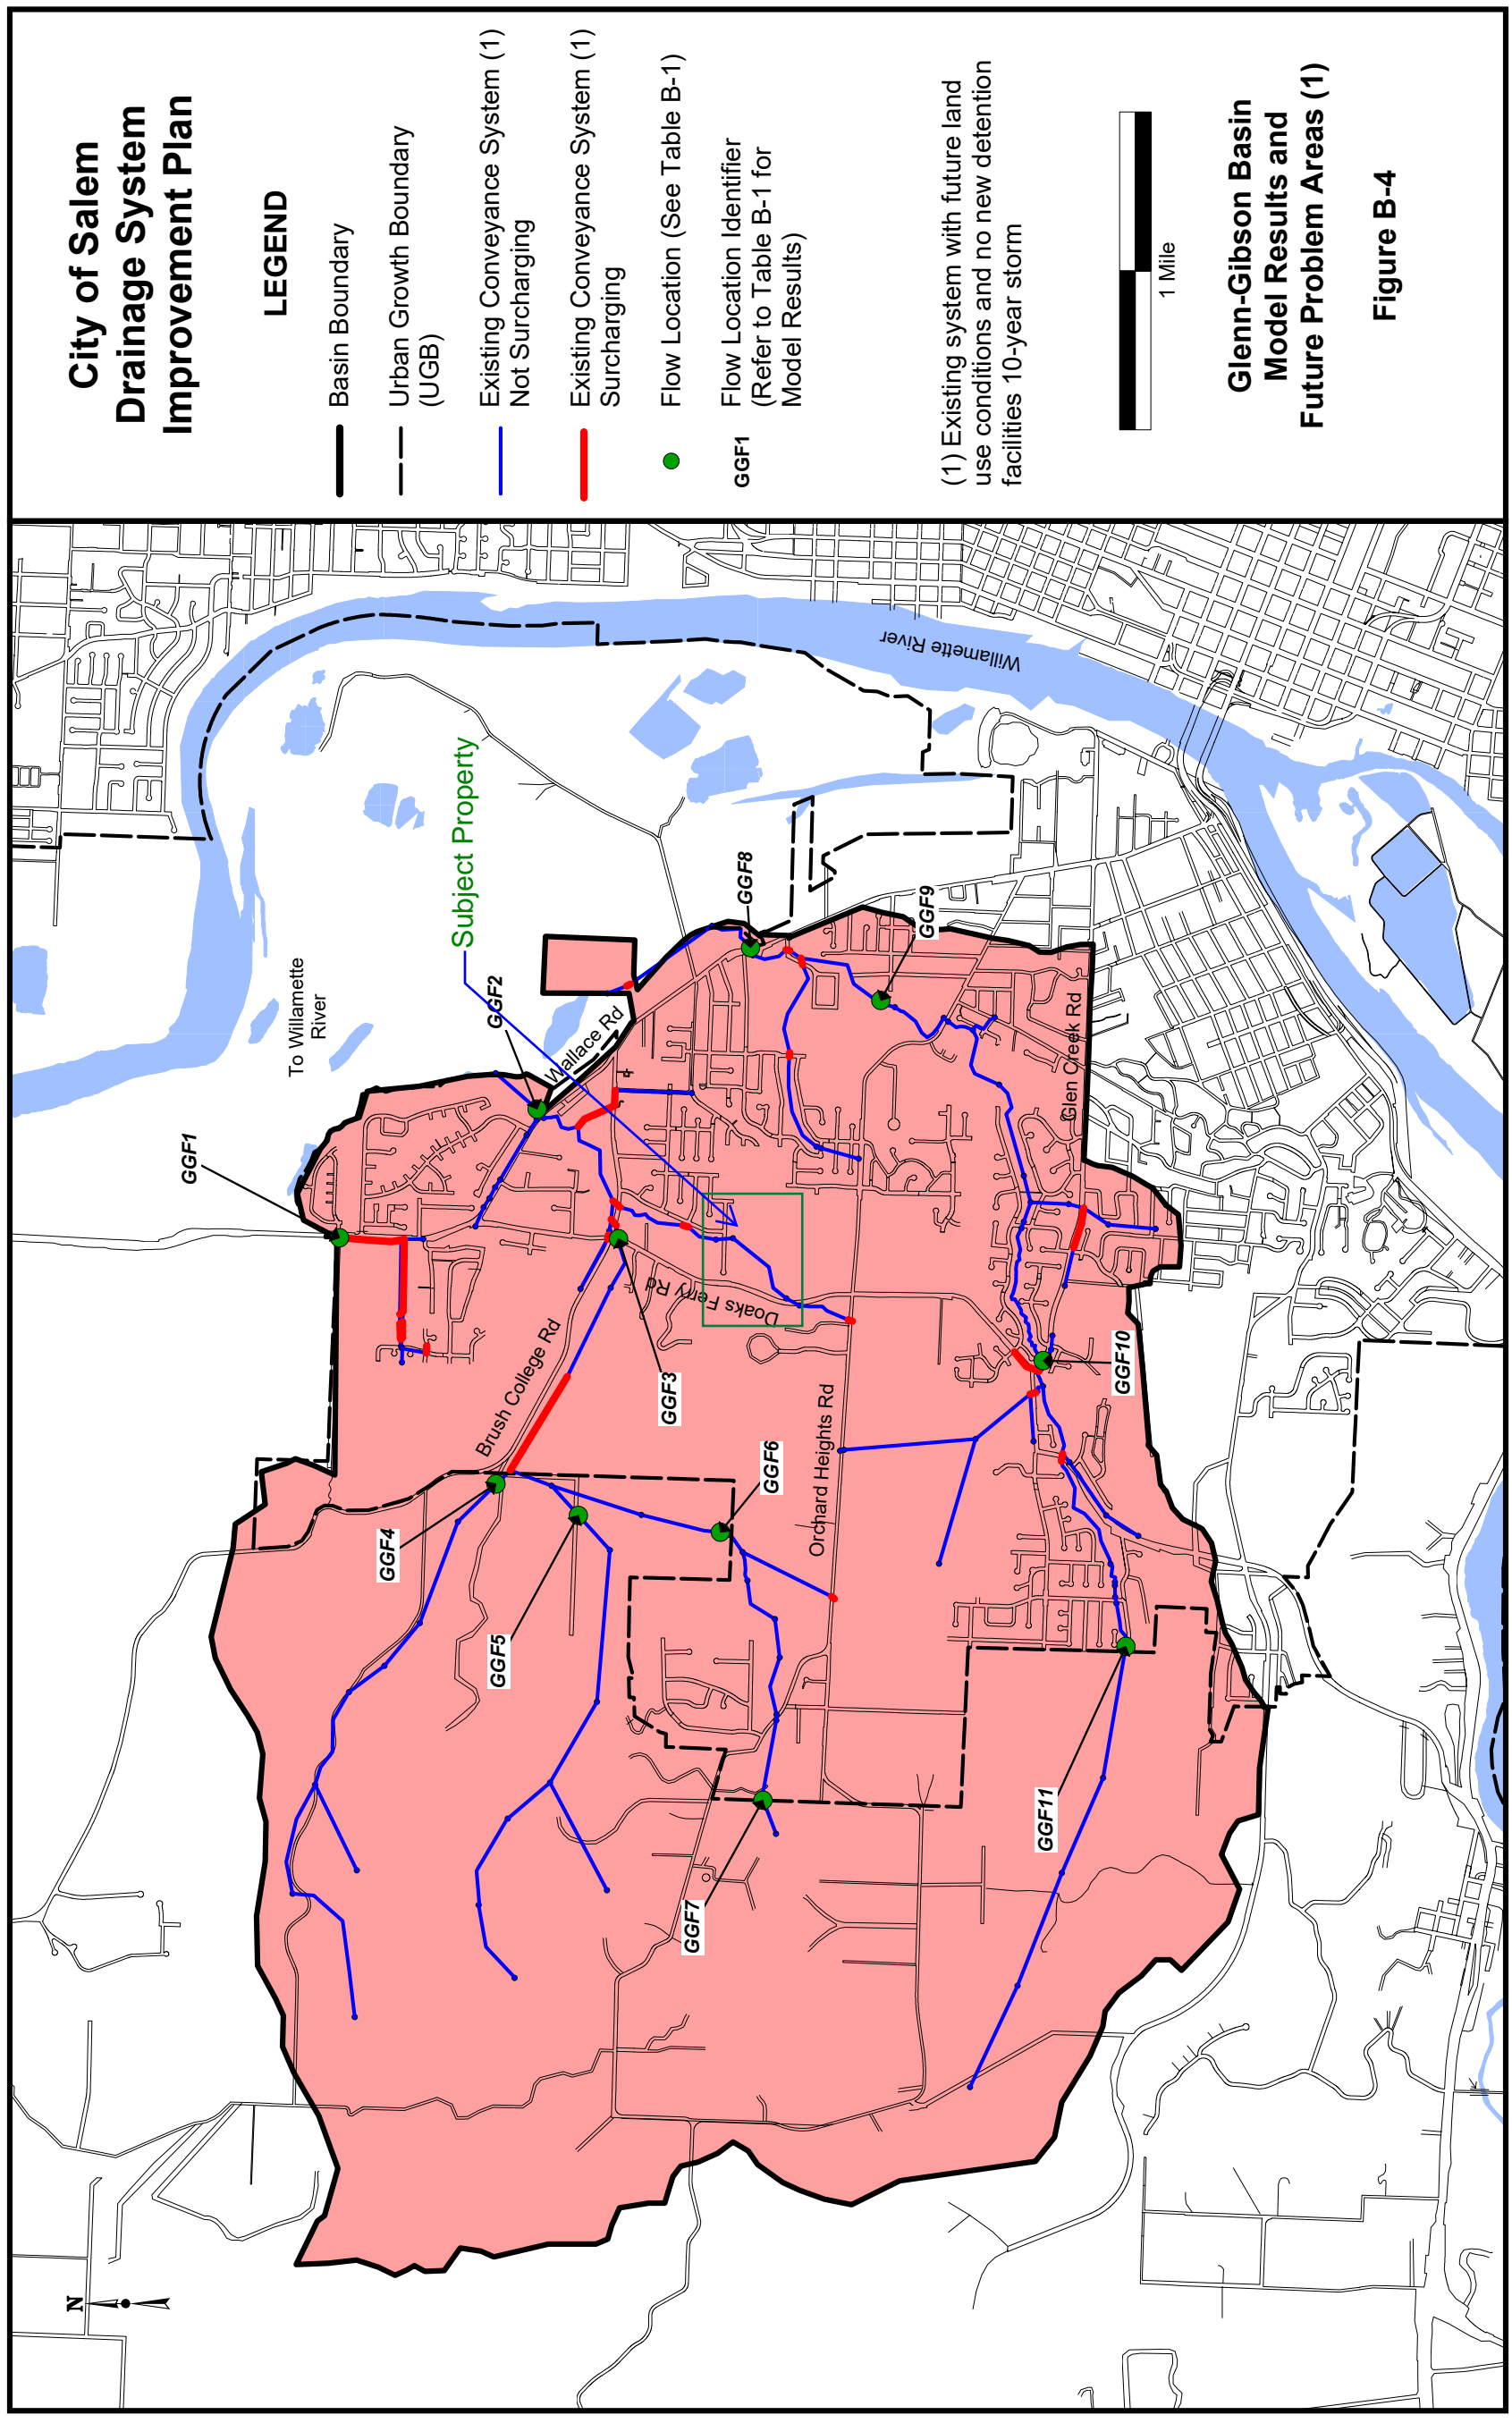 City of Salem
Drainage System
Improvement Plan
LEGEND
Basin Boundary
Urban Growth Boundary
(UGB)
Existing Conveyance System (1)
Not Surcharging
Existing Conveyance System (1)
Surcharging
Flow Location (See Table B-1)
GGF1
Flow Location Identifier
(Refer to Table B-1 for
Model Results)
(1) Existing system with future land
use conditions and no new detention
facilities 10-year storm
1 Mile
Glenn-Gibson Basin
Model Results and
Future Problem Areas (1)
Figure B-4
N
GGF1
To Willamette
River
Subject Property
GGF2
Wallace Rd
Willamette River
GGF8
GGF9
Glen Creek Rd
Doaks Ferry Rd
Brush College Rd
GGF3
GGF10
GGF4
GGF6
Orchard Heights Rd
GGF5
GGF7
GGF11